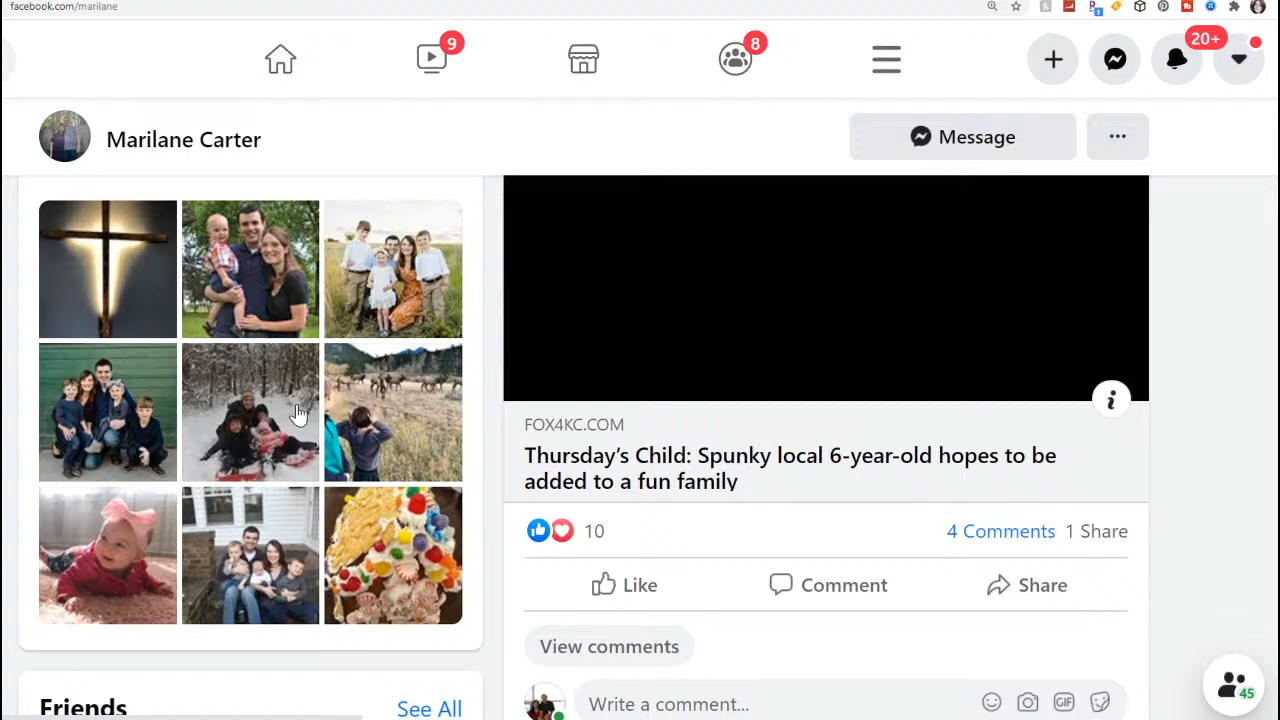 facebook.com/marilane
9
8
20+
Marilane Carter
Message
FOX4KC.COM
Thursday's Child: Spunky local 6-year-old hopes to be
added to a fun family
10
4 Comments 1 Share
Like
Comment
Share
View comments
Write a comment...
GIF
45
Friends
See All